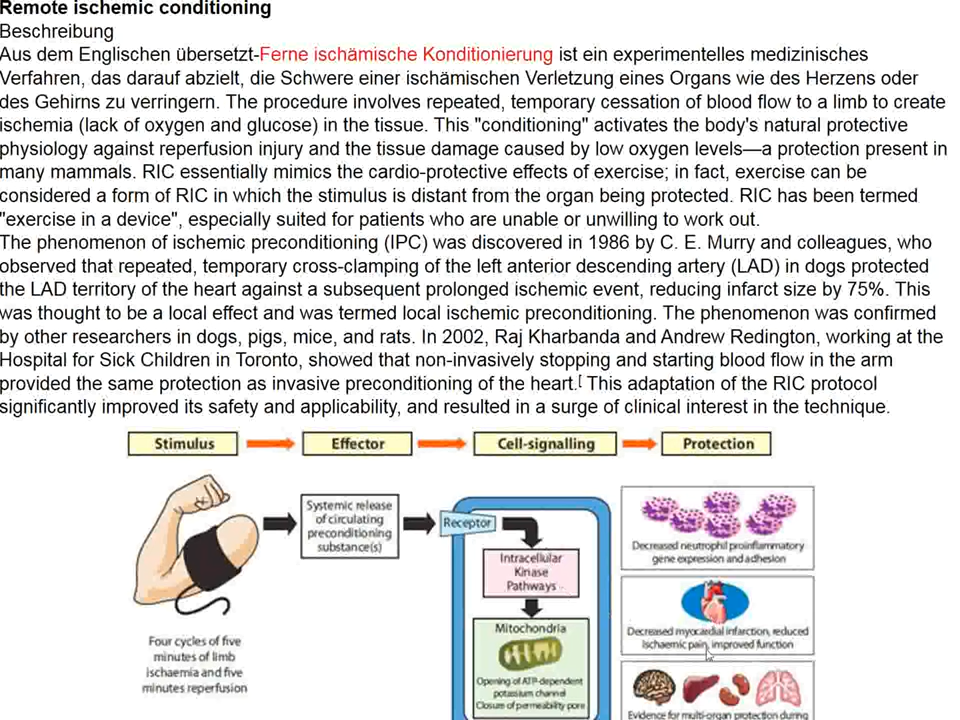 Remote ischemic conditioning
Beschreibung
Aus dem Englischen übersetzt-Ferne ischämische Konditionierung ist ein experimentelles medizinisches
Verfahren, das darauf abzielt, die Schwere einer ischämischen Verletzung eines Organs wie des Herzens oder
des Gehirns zu verringern. The procedure involves repeated, temporary cessation of blood flow to a limb to create
ischemia (lack of oxygen and glucose) in the tissue. This "conditioning" activates the body's natural protective
physiology against reperfusion injury and the tissue damage caused by low oxygen levels—a protection present in
many mammals. RIC essentially mimics the cardio-protective effects of exercise; in fact, exercise can be
considered a form of RIC in which the stimulus is distant from the organ being protected. RIC has been termed
"exercise in a device", especially suited for patients who are unable or unwilling to work out.
The phenomenon of ischemic preconditioning (IPC) was discovered in 1986 by C. E. Murry and colleagues, who
observed that repeated, temporary cross-clamping of the left anterior descending artery (LAD) in dogs protected
the LAD territory of the heart against a subsequent prolonged ischemic event, reducing infarct size by 75%. This
was thought to be a local effect and was termed local ischemic preconditioning. The phenomenon was confirmed
by other researchers in dogs, pigs, mice, and rats. In 2002, Raj Kharbanda and Andrew Redington, working at the
Hospital for Sick Children in Toronto, showed that non-invasively stopping and starting blood flow in the arm
provided the same protection as invasive preconditioning of the heart.[ This adaptation of the RIC protocol
significantly improved its safety and applicability, and resulted in a surge of clinical interest in the technique.
Stimulus
Effector
Cell-signalling
Protection
Four cycles of five
minutes of limb
ischaemia and five
minutes reperfusion
Systemic release
of circulating
preconditioning
substance(s)
Receptor
Intracellular
Kinase
Pathways
Mitochondria
Opening of ATP-dependent
potassium channel
Closure of permeability pore
Decreased neutrophil proinflammatory
gene expression and adhesion
Decreased myocardial infarction, reduced
ischaemic pain, improved function
Evidence for multi-organ protection during